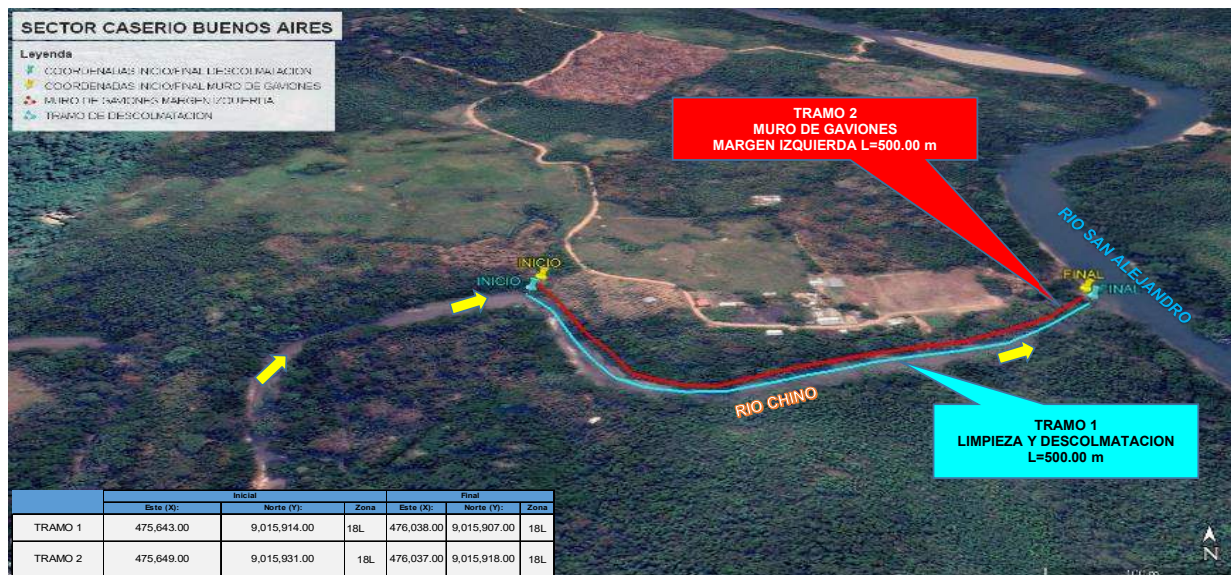 SECTOR CASERIO BUENOS AIRES
Leyenda
COORDENADAS INICIO/FINAL DESCOLMATACION
COORDENADAS INICIO/FINAL MURO DE GAVIONES
MURO DE GAVIONES MARGEN IZQUIERDA
TRAMO DE DESCOLMATACION
TRAMO 2
MURO DE GAVIONES
MARGEN IZQUIERDA L=500.00 m
RIO SAN ALEJANDRO
INICIO
INICIO
FINAL
FINAL
RIO CHINO
TRAMO 1
LIMPIEZA Y DESCOLMATACION
L=500.00 m
Inicial Final
Este (X): Norte (Y): Zona Este (X): Norte (Y): Zona
TRAMO 1 475,643.00 9,015,914.00 18L 476,038.00 9,015,907.00 18L
TRAMO 2 475,649.00 9,015,931.00 18L 476,037.00 9,015,918.00 18L
N